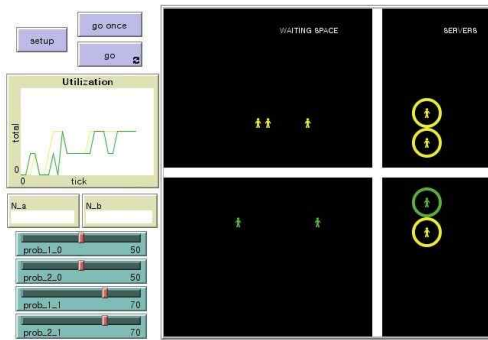 setup
go once
go
WAITING SPACE
SERVERS
Utilization
total
0
0
tick
N_a
N_b
prob_1_0
50
prob_2_0
50
prob_1_1
70
prob_2_1
70